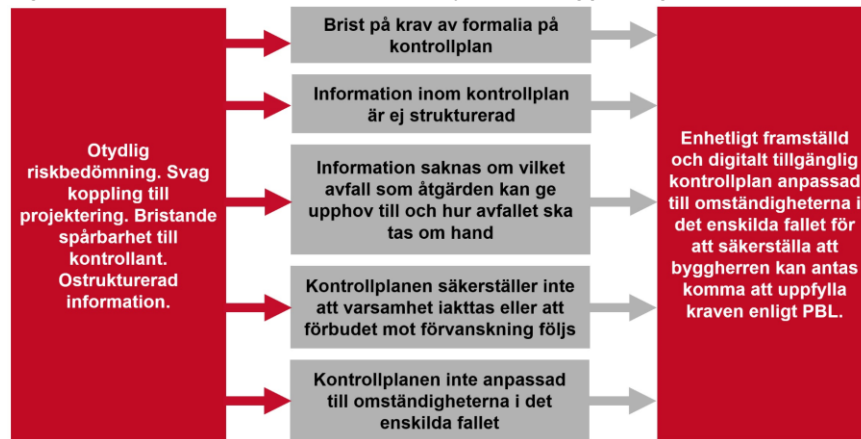 Otydlig
riskbedömning. Svag
koppling till
projektering. Bristande
spårbarhet till
kontrollant.
Ostrukturerad
information.
Brist på krav av formalia på
kontrollplan
Information inom kontrollplan
är ej strukturerad
Information saknas om vilket
avfall som åtgärden kan ge
upphov till och hur avfallet ska
tas om hand
Kontrollplanen säkerställer inte
att varsamhet iakttas eller att
förbudet mot förvanskning följs
Kontrollplanen inte anpassad
till omständigheterna i det
enskilda fallet
Enhetligt framställd
och digitalt tillgänglig
kontrollplan anpassad
till omständigheterna i
det enskilda fallet för
att säkerställa att
byggherren kan antas
komma att uppfylla
kraven enligt PBL.